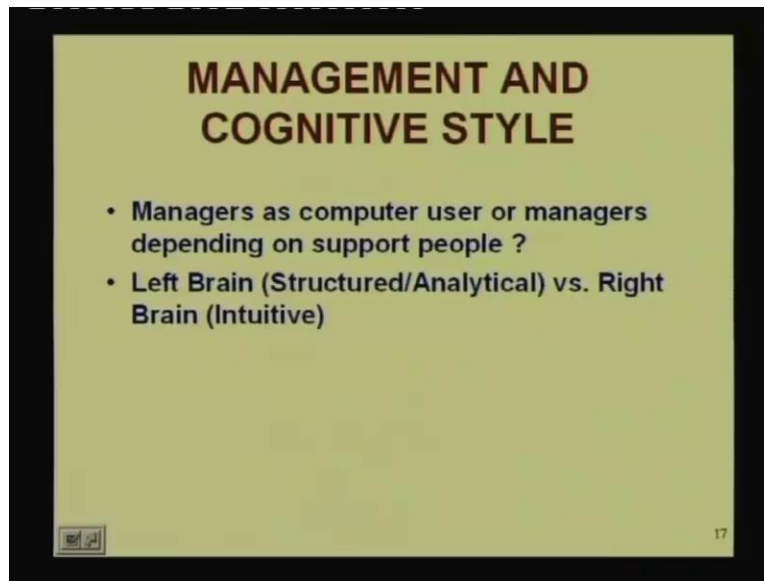 MANAGEMENT AND
COGNITIVE STYLE
• Managers as computer user or managers
depending on support people ?
• Left Brain (Structured/Analytical) vs. Right
Brain (Intuitive)
17